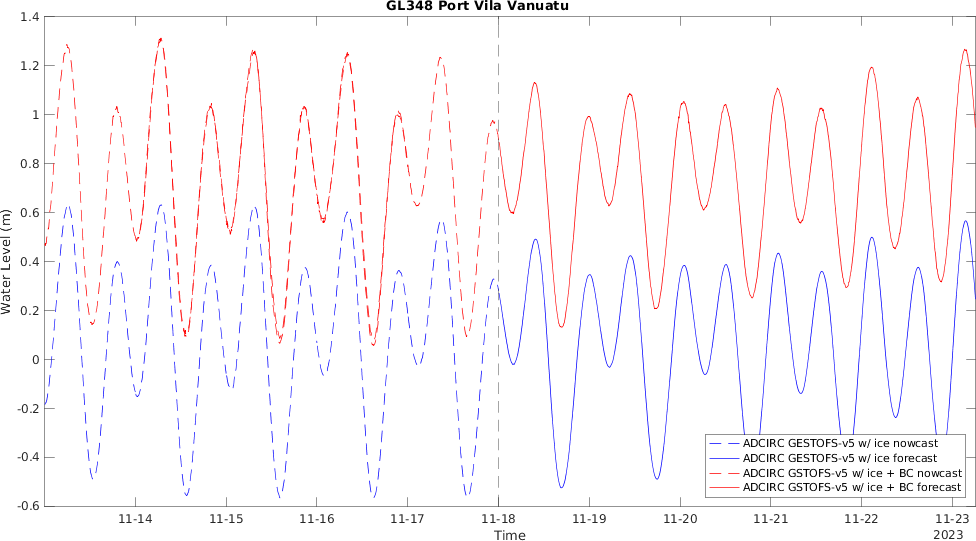 GL348 Port Vila Vanuatu
Water Level (m)
1.4
1.2
1
0.8
0.6
0.4
0.2
0
-0.2
-0.4
-0.6
ADCIRC GESTOFS-v5 w/ ice nowcast
ADCIRC GESTOFS-v5 w/ ice forecast
ADCIRC GSTOFS-v5 w/ ice + BC nowcast
ADCIRC GSTOFS-v5 w/ ice + BC forecast
11-14 11-15 11-16 11-17 11-18 11-19 11-20 11-21 11-22 11-23
Time
2023